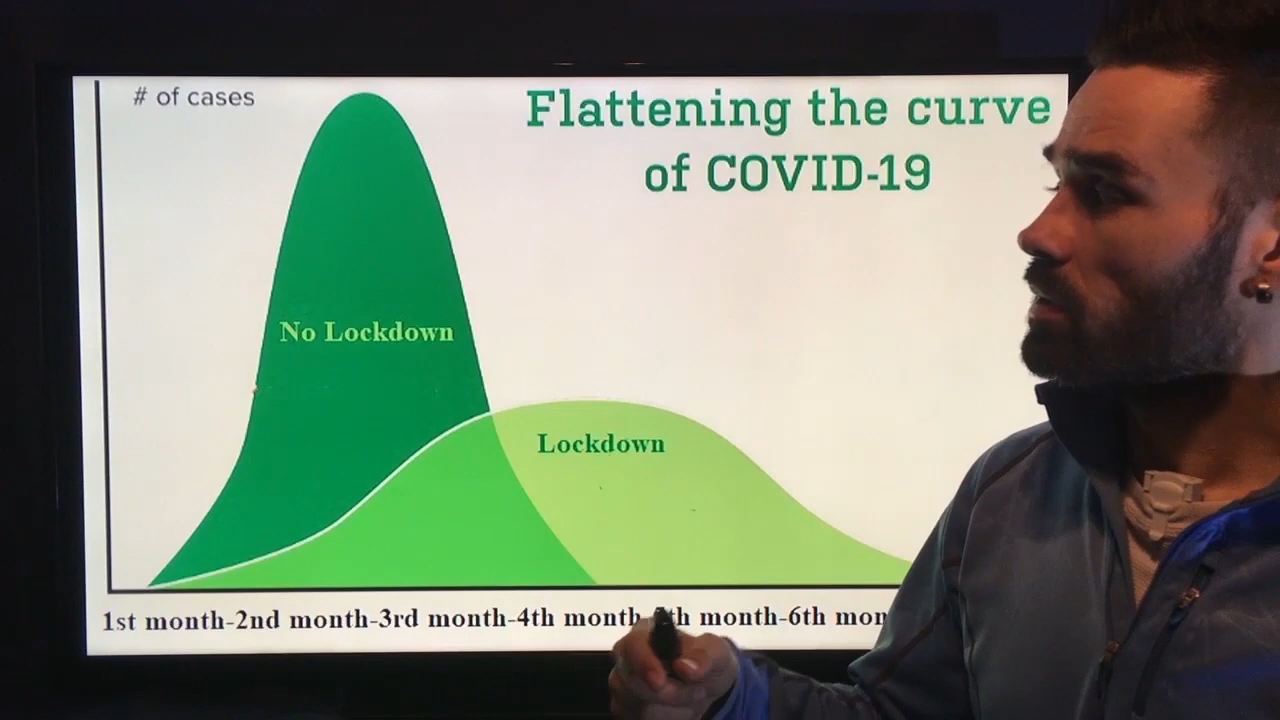 # of cases
Flattening the curve
of COVID-19
No Lockdown
Lockdown
1st month-2nd month-3rd month-4th month- month-6th